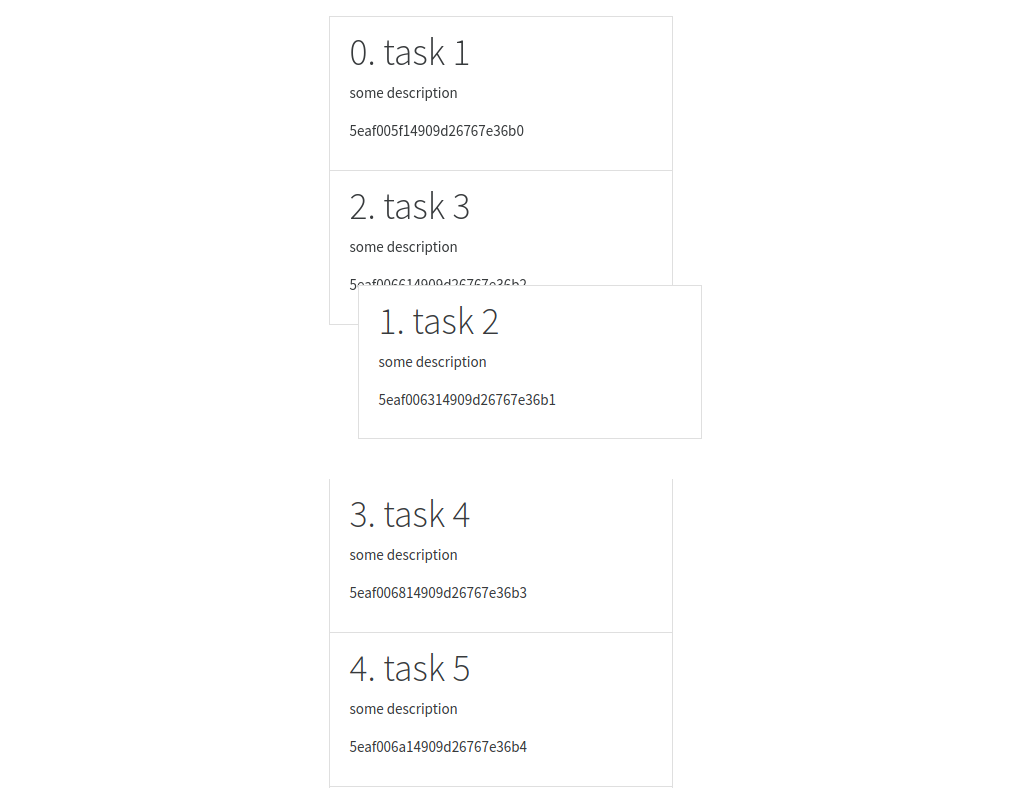 0. task 1
some description
5eaf005f14909d26767e36b0
2. task 3
some description
5eaf006614909d26767e36b2
1. task 2
some description
5eaf006314909d26767e36b1
3. task 4
some description
5eaf006814909d26767e36b3
4. task 5
some description
5eaf006a14909d26767e36b4